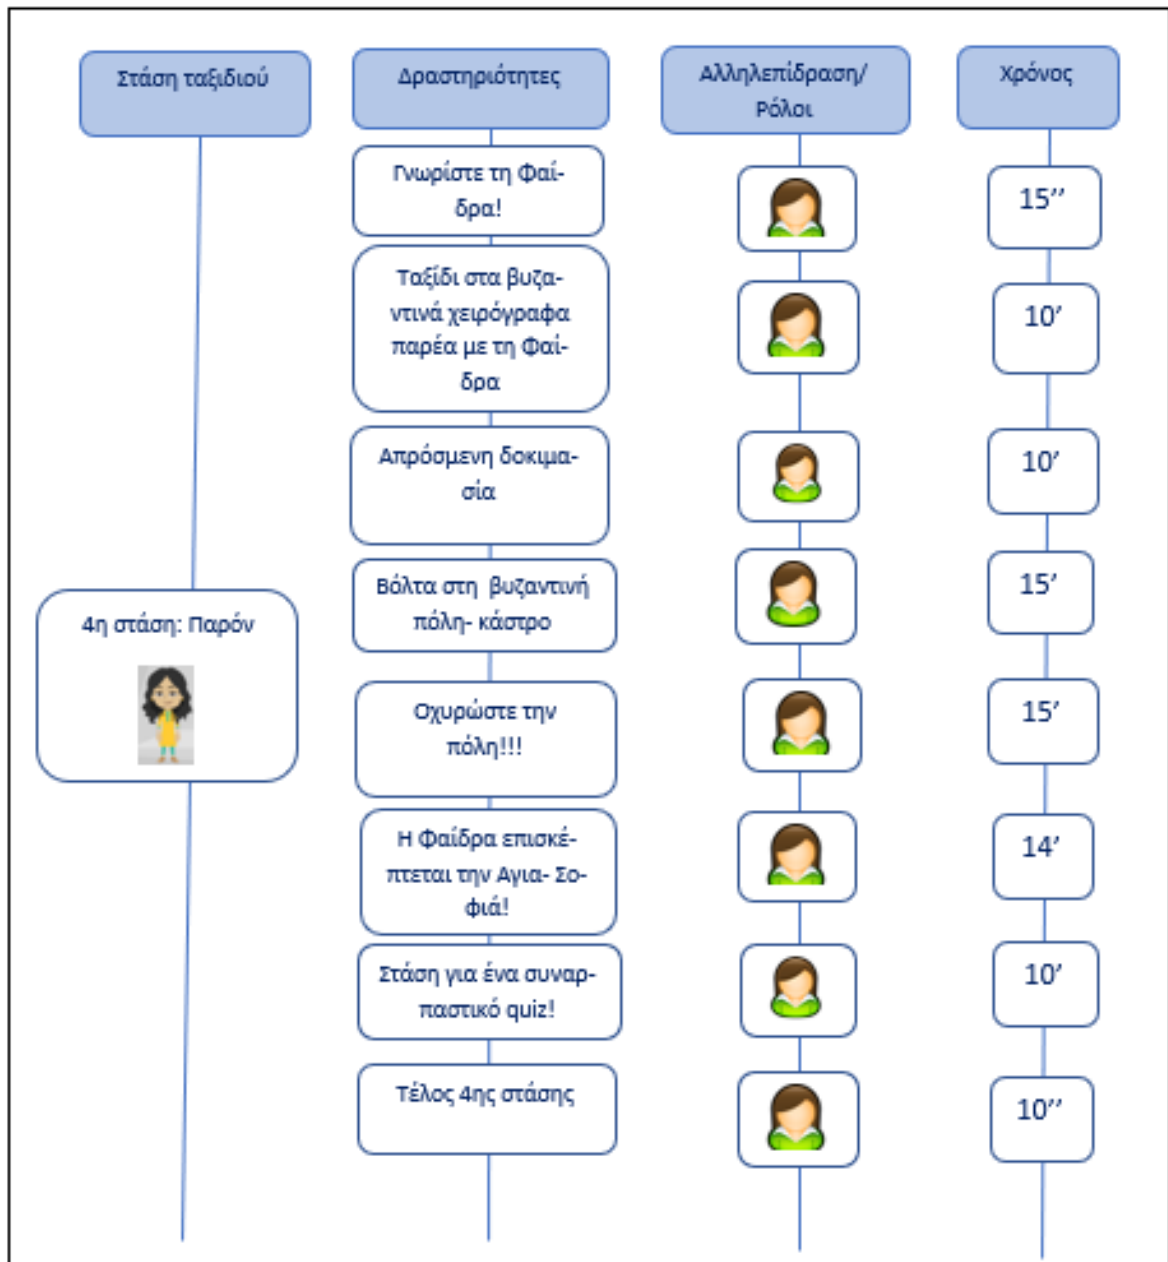 Στάση ταξιδιού
Δραστηριότητες
Αλληλεπίδραση/
Ρόλοι
Χρόνος
Γνωρίστε τη Φαί-
δρα!
15’’
Ταξίδι στα βυζα-
ντινά χειρόγραφα
παρέα με τη Φαί-
δρα
10’
Απρόσμενη δοκιμα-
σία
10’
Βόλτα στη  βυζαντινή
πόλη- κάστρο
15’
4η στάση: Παρόν
Οχυρώστε την
πόλη!!!
15’
Η Φαίδρα επισκέ-
πτεται την Αγια- Σο-
φιά!
14’
Στάση για ένα συναρ-
παστικό quiz!
10’
Τέλος 4ης στάσης
10’’